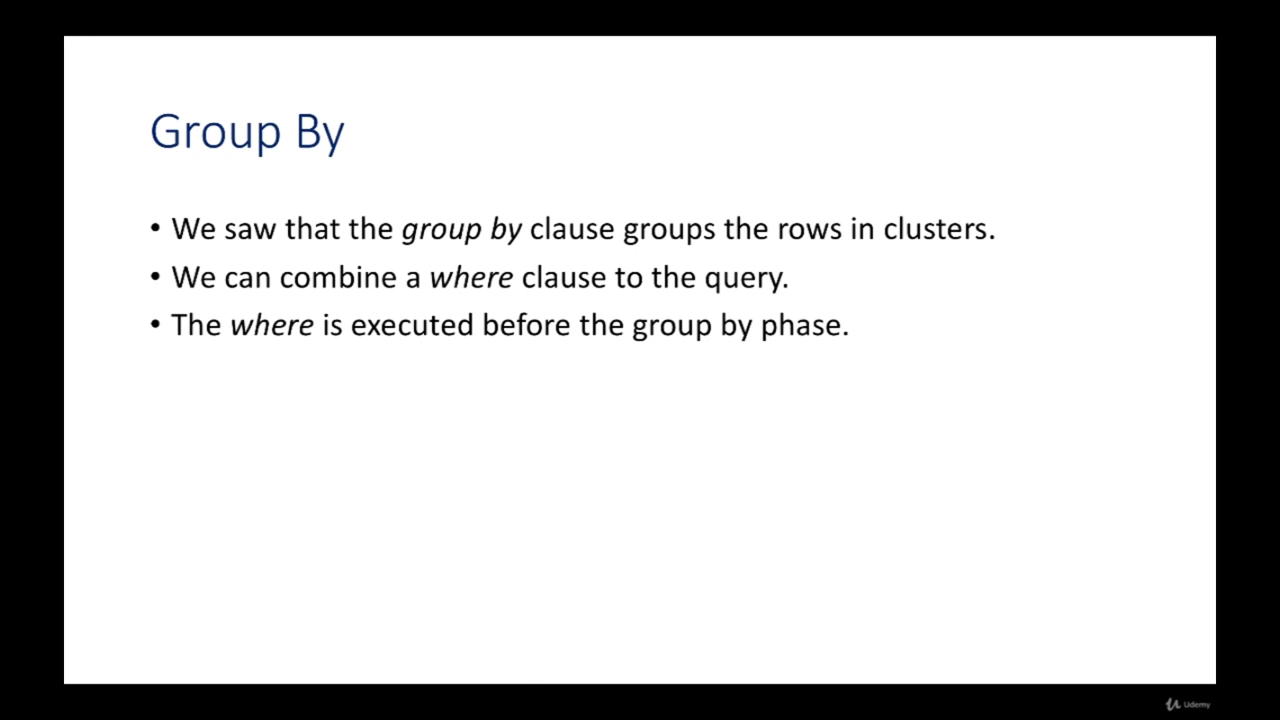 Group By
• We saw that the group by clause groups the rows in clusters.
• We can combine a where clause to the query.
• The where is executed before the group by phase.
Udemy